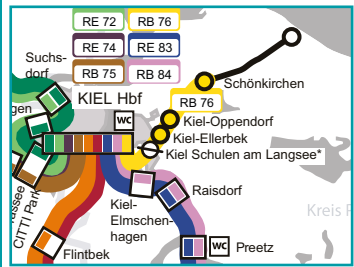 RE 72
RB 76
RE 74
RE 83
RB 75
RB 84
Suchs-
dorf
gen
KIEL Hbf
WC
Schönkirchen
RB 76
Kiel-Oppendorf
Kiel-Ellerbek
Kiel Schulen am Langsee*
CITTI Park
Kiel-
Elmschen-
hagen
Raisdorf
Kreis P
Flintbek
WC
Preetz